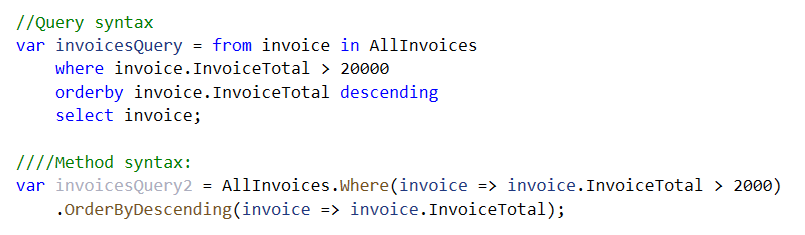 //Query syntax
var invoicesQuery = from invoice in AllInvoices
    where invoice.InvoiceTotal > 20000
    orderby invoice.InvoiceTotal descending
    select invoice;

////Method syntax:
var invoicesQuery2 = AllInvoices.Where(invoice => invoice.InvoiceTotal > 2000)
    .OrderByDescending(invoice => invoice.InvoiceTotal);